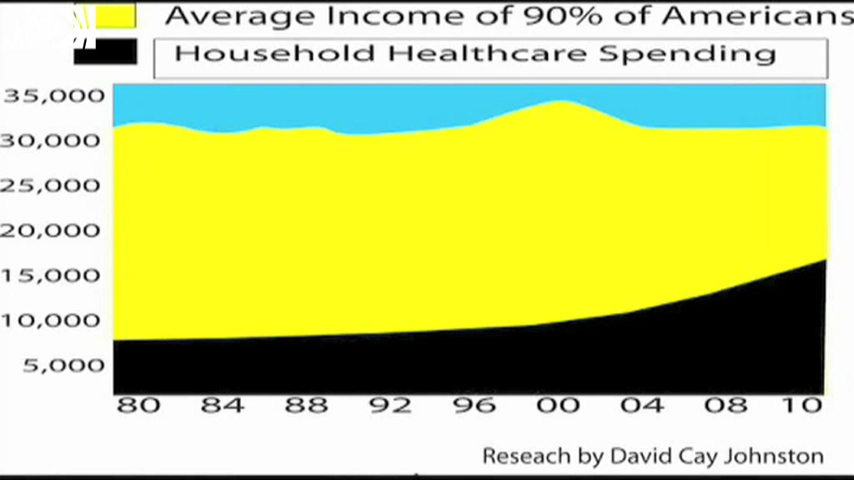 Average Income of 90% of Americans
Household Healthcare Spending
35,000
30,000
25,000
20,000
15,000
10,000
5,000
80 84 88 92 96 00 04 08 10
Reseach by David Cay Johnston